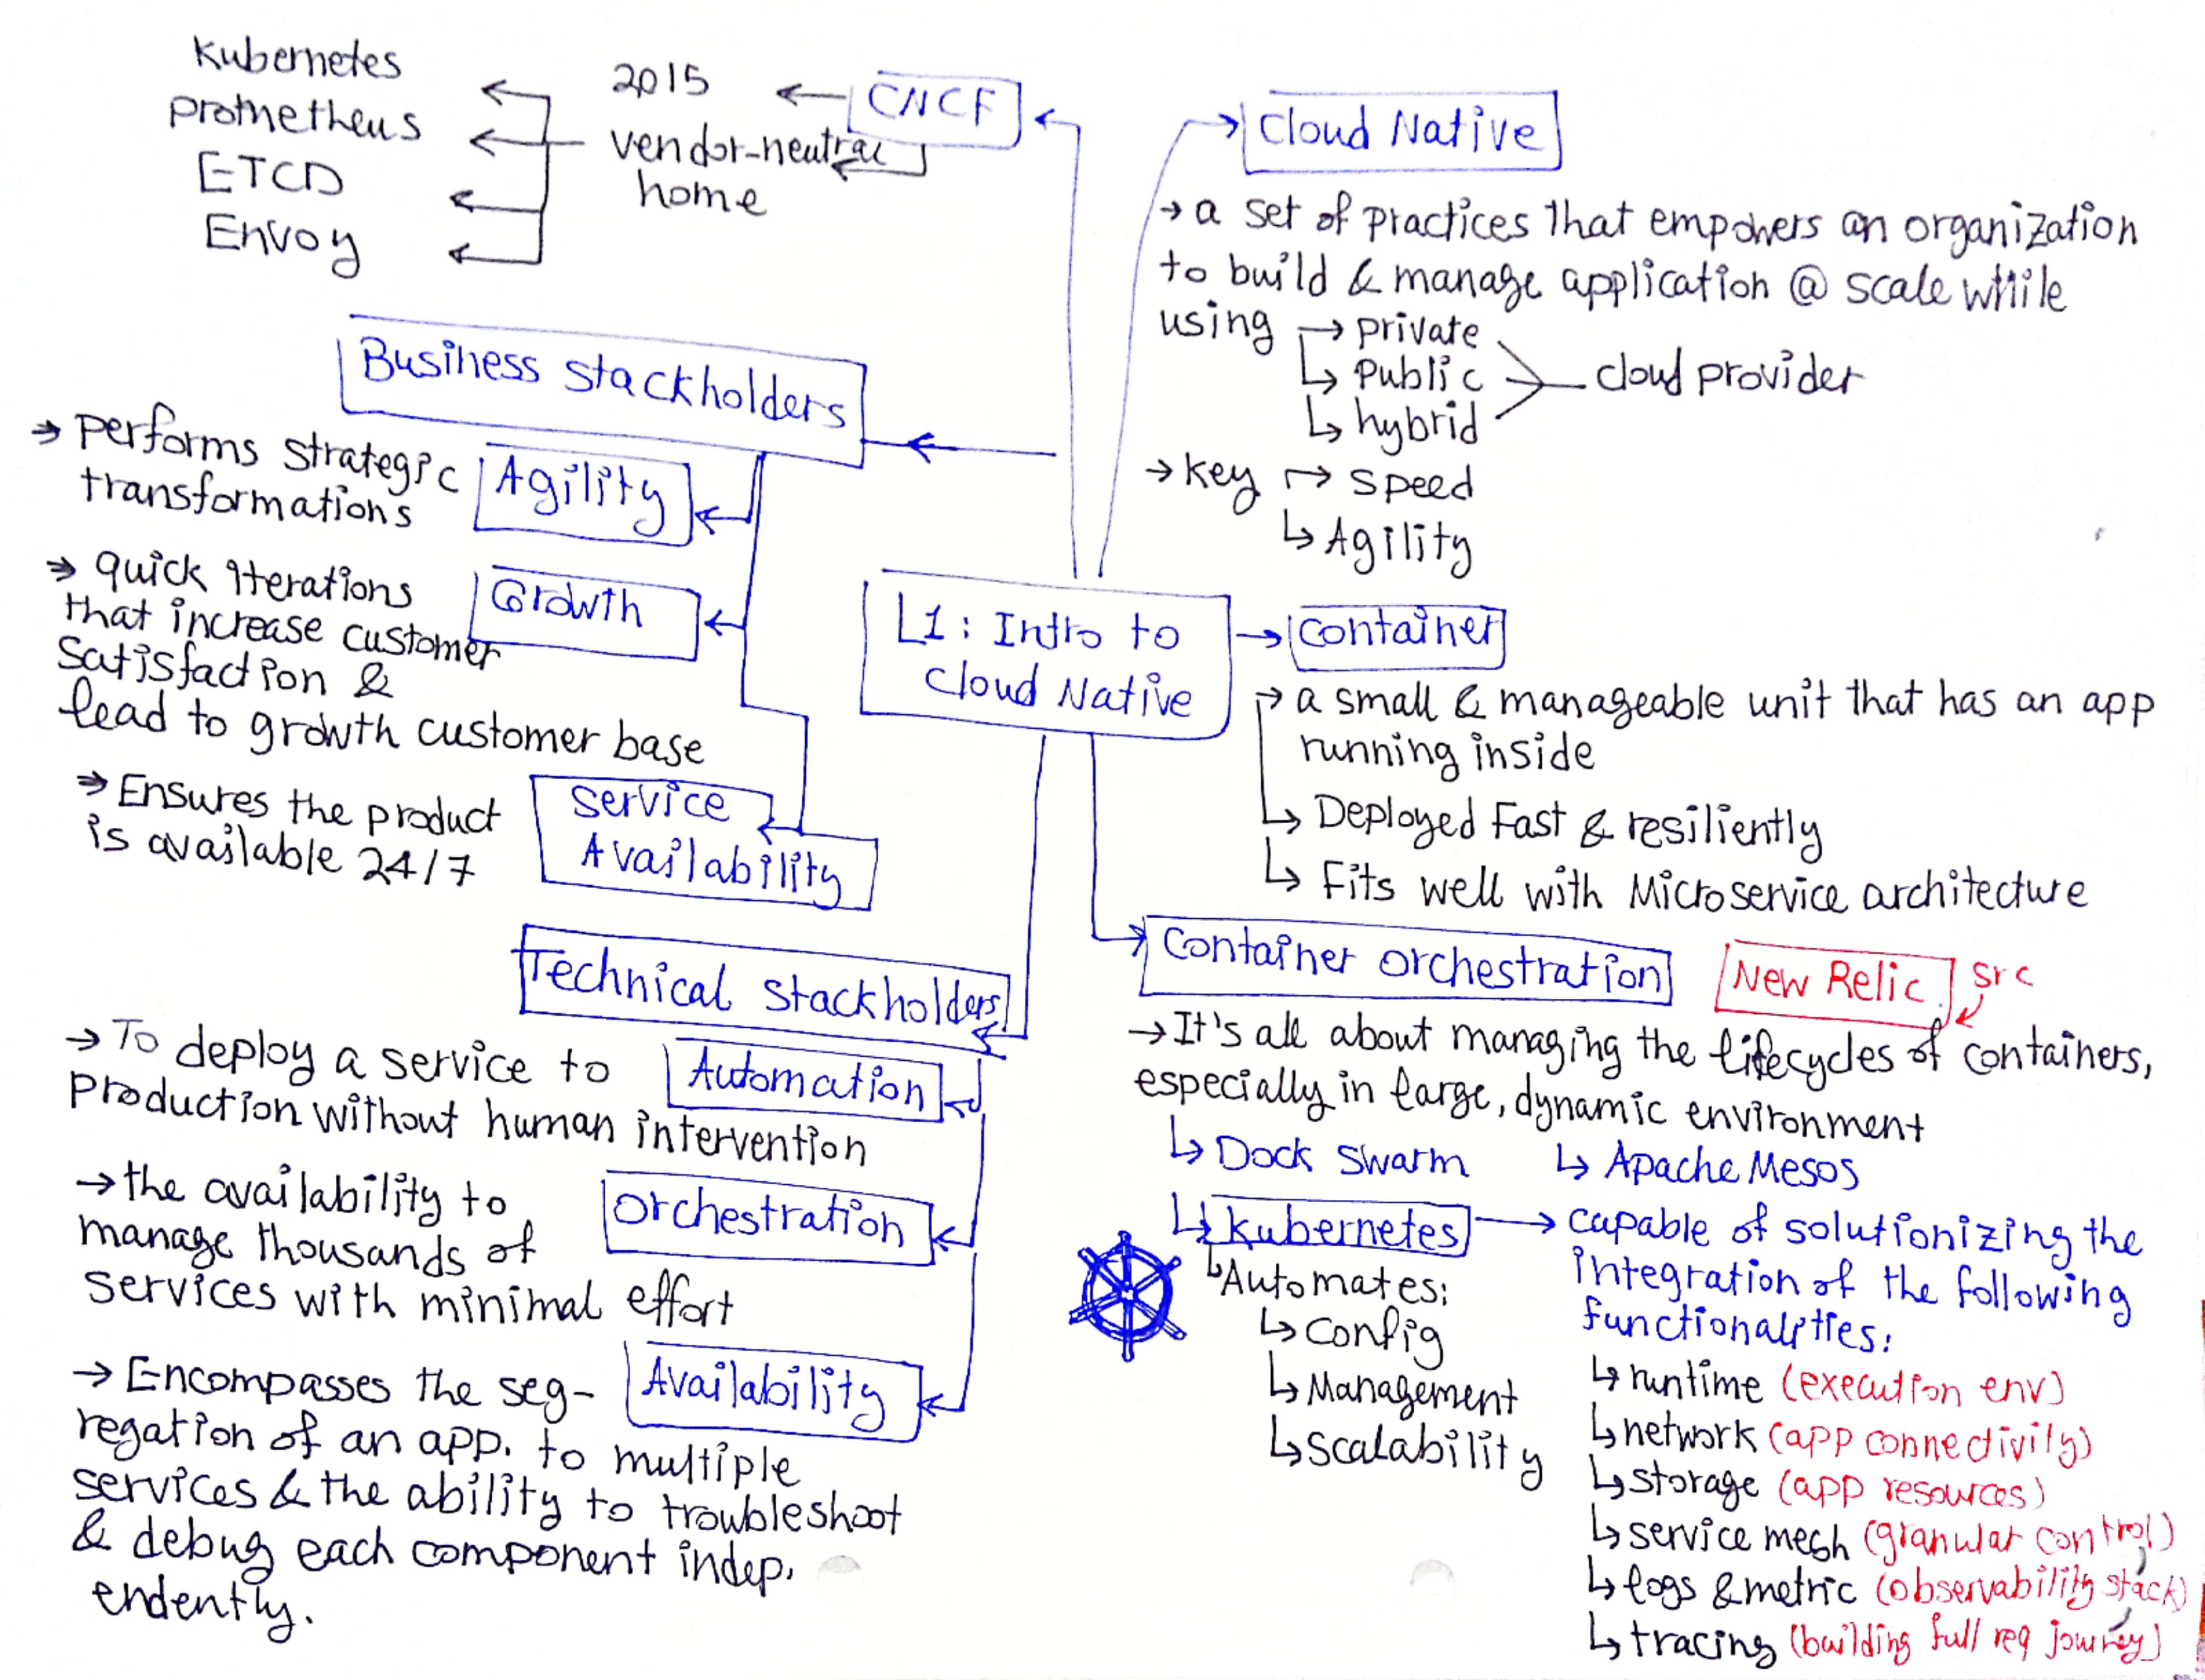 Kubernetes
Prometheus
ETCD
Envoy
2015
vendor-neutral
home
CNCF
Cloud Native
→ a set of practices that empowers an organization
to build & manage application @ scale while
using → private
↳ Public
↳ hybrid
cloud provider
→ Key → Speed
↳ Agility
Business stackholders
→ Performs strategic
transformations
Agility
→ quick Iterations
that increase customer
satisfaction &
lead to growth customer base
Growth
→ Ensures the product
is available 24/7
Service
Availability
L1: Intro to
Cloud Native
Container
→ a small & manageable unit that has an app
running inside
↳ Deployed Fast & resiliently
↳ Fits well with Microservice architecture
Technical stackholders
→ To deploy a service to
production without human intervention
Automation
→ the availability to
manage thousands of
services with minimal effort
Orchestration
→ Encompasses the seg-
regation of an app. to multiple
services & the ability to troubleshoot
& debug each component indep.
endently.
Availability
Container orchestration
New Relic
src
→ It's all about managing the lifecycles of containers,
especially in large, dynamic environment
↳ Dock swarm
↳ Apache Mesos
↳ Kubernetes
→ capable of solutionizing the
integration of the following
functionalities:
↳ Automates:
↳ Config
↳ Management
↳ Scalability
↳ runtime (execution env)
↳ network (app connectivity)
↳ storage (app resources)
↳ service mesh (granular control)
↳ logs & metric (observability stack)
↳ tracing (building full req journey)